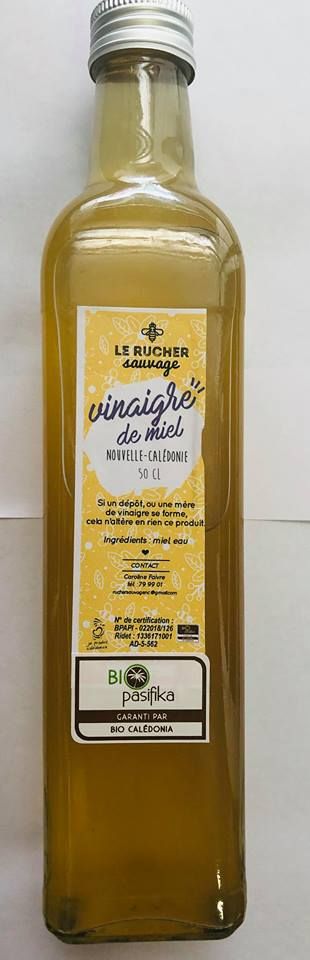 LE RUCHER
sauvage
vinaigre
de miel
NOUVELLE-CALÉDONIE
50 CL
Si un dépôt, ou une mère
de vinaigre se forme,
cela n'altère en rien ce produit.
Ingrédients : miel eau
CONTACT
Caroline Faivre
tél : 79 99 01
ruchersauvagenc@gmail.com
N° de certification :
BPAPI - 022018/126
Ridet : 1336171001
AD-S-562
BIO
pasifika
GARANTI PAR
BIO CALÉDONIA